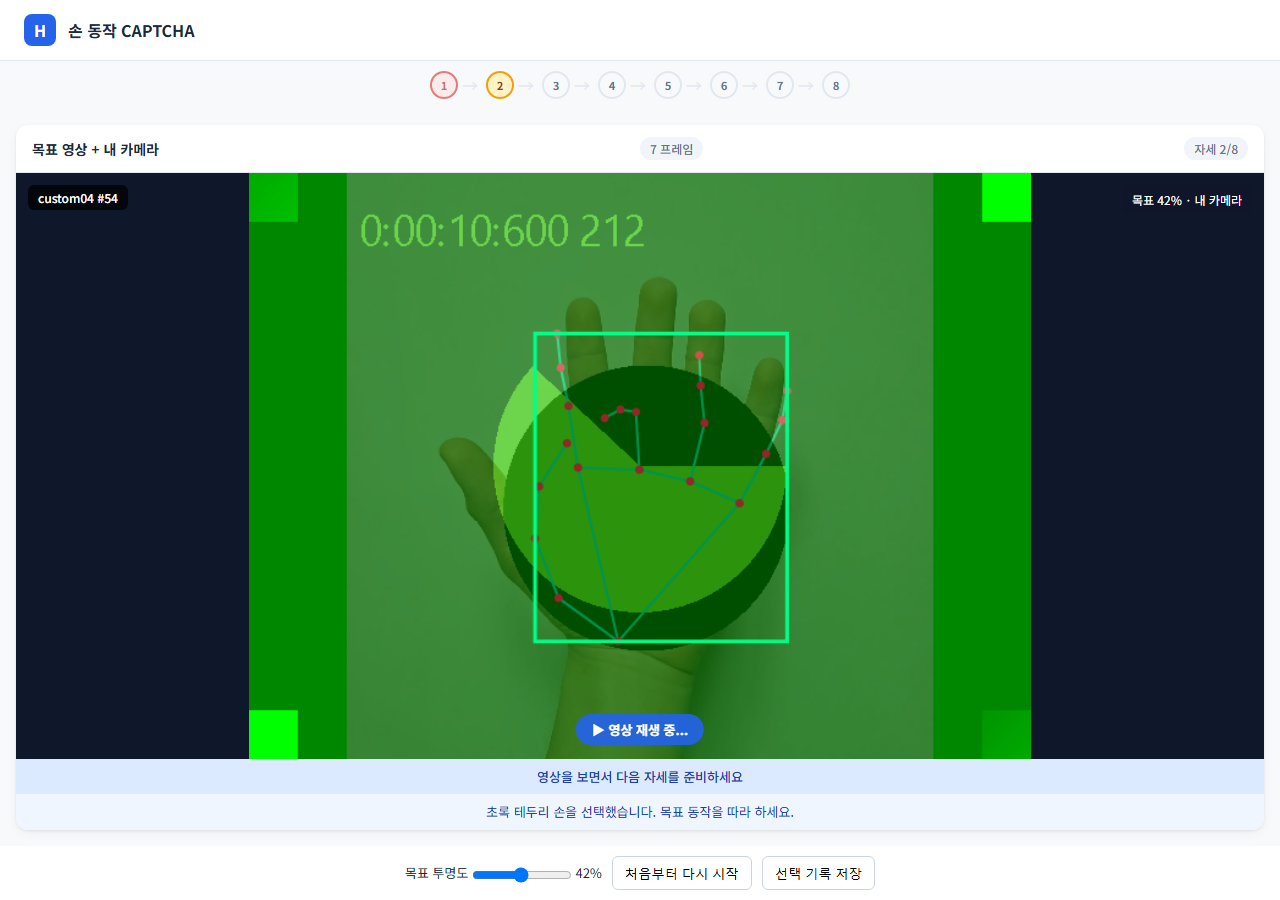 H 손 동작 CAPTCHA
1 2 3 4 5 6 7 8
목표 영상 + 내 카메라 7 프레임 자세 2/8
custom04 #54 목표 42% · 내 카메라
0:00:10:600 212
▶ 영상 재생 중...
영상을 보면서 다음 자세를 준비하세요
초록 테두리 손을 선택했습니다. 목표 동작을 따라 하세요.
목표 투명도 42% 처음부터 다시 시작 선택 기록 저장